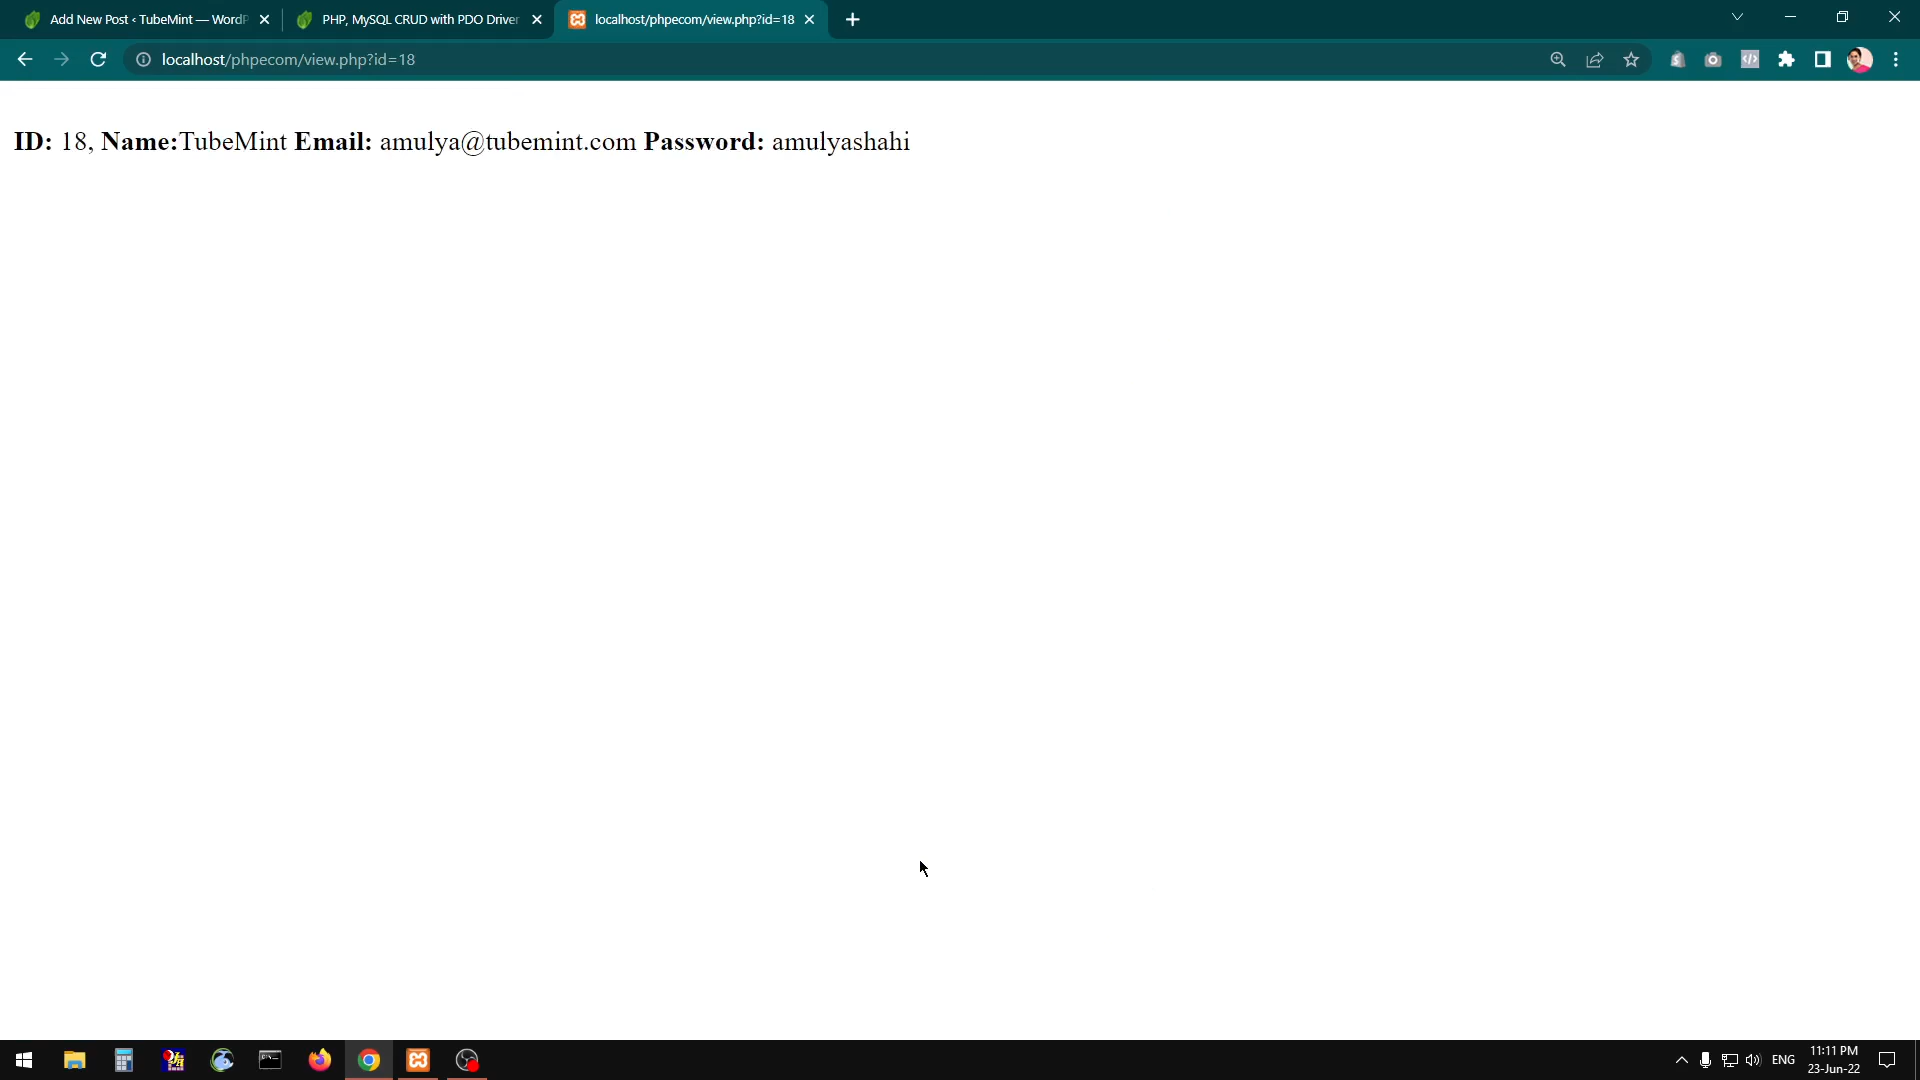 Add New Post ‹ TubeMint — WordP
PHP, MySQL CRUD with PDO Driver
localhost/phpecom/view.php?id=18
localhost/phpecom/view.php?id=18
ID: 18, Name:TubeMint Email: amulya@tubemint.com Password: amulyashahi
ENG
11:11 PM
23-Jun-22